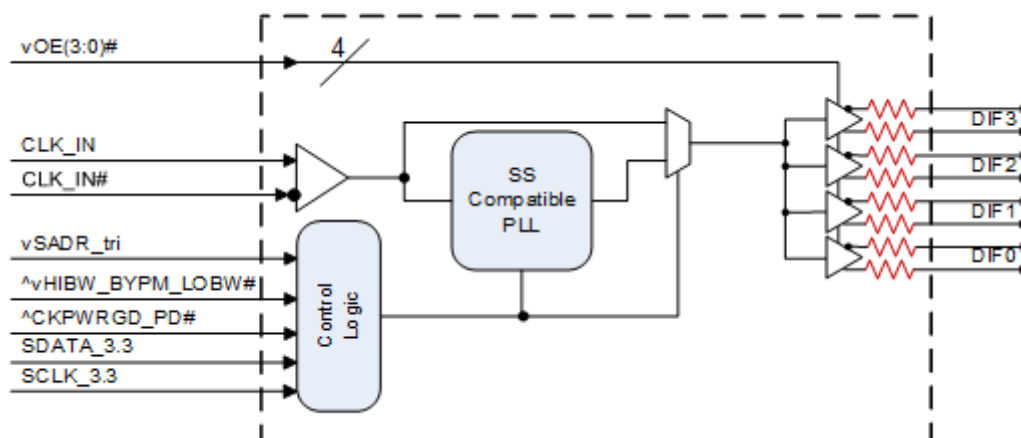 vOE(3:0)#
4
CLK_IN
CLK_IN#
SS
Compatible
PLL
vSADR_tri
^vHIBW_BYPM_LOBW#
^CKPWRGD_PD#
SDATA_3.3
SCLK_3.3
Control
Logic
DIF3
DIF2
DIF1
DIF0